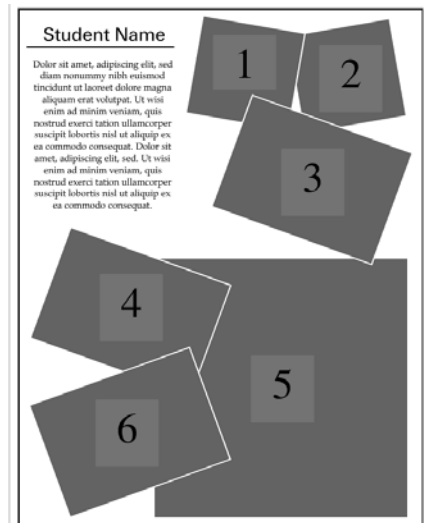 Student Name
Dolor sit amet, adipiscing elit, sed
diam nonummy nibh euismod
tincidunt ut laoreet dolore magna
aliquam erat volutpat. Ut wisi
enim ad minim veniam, quis
nostrud exerci tation ullamcorper
suscipit lobortis nisl ut aliquip ex
ea commodo consequat. Dolor sit
amet, adipiscing elit, sed. Ut wisi
enim ad minim veniam, quis
nostrud exerci tation ullamcorper
suscipit lobortis nisl ut aliquip ex
ea commodo consequat.
1
2
3
4
5
6